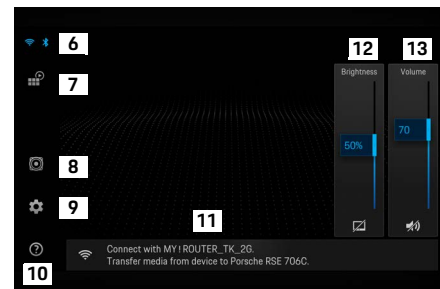 6
7
8
9
10
11
12
13
Brightness
Volume
50%
70
Connect with MY!ROUTER_TK_2G.
Transfer media from device to Porsche RSE 706C.